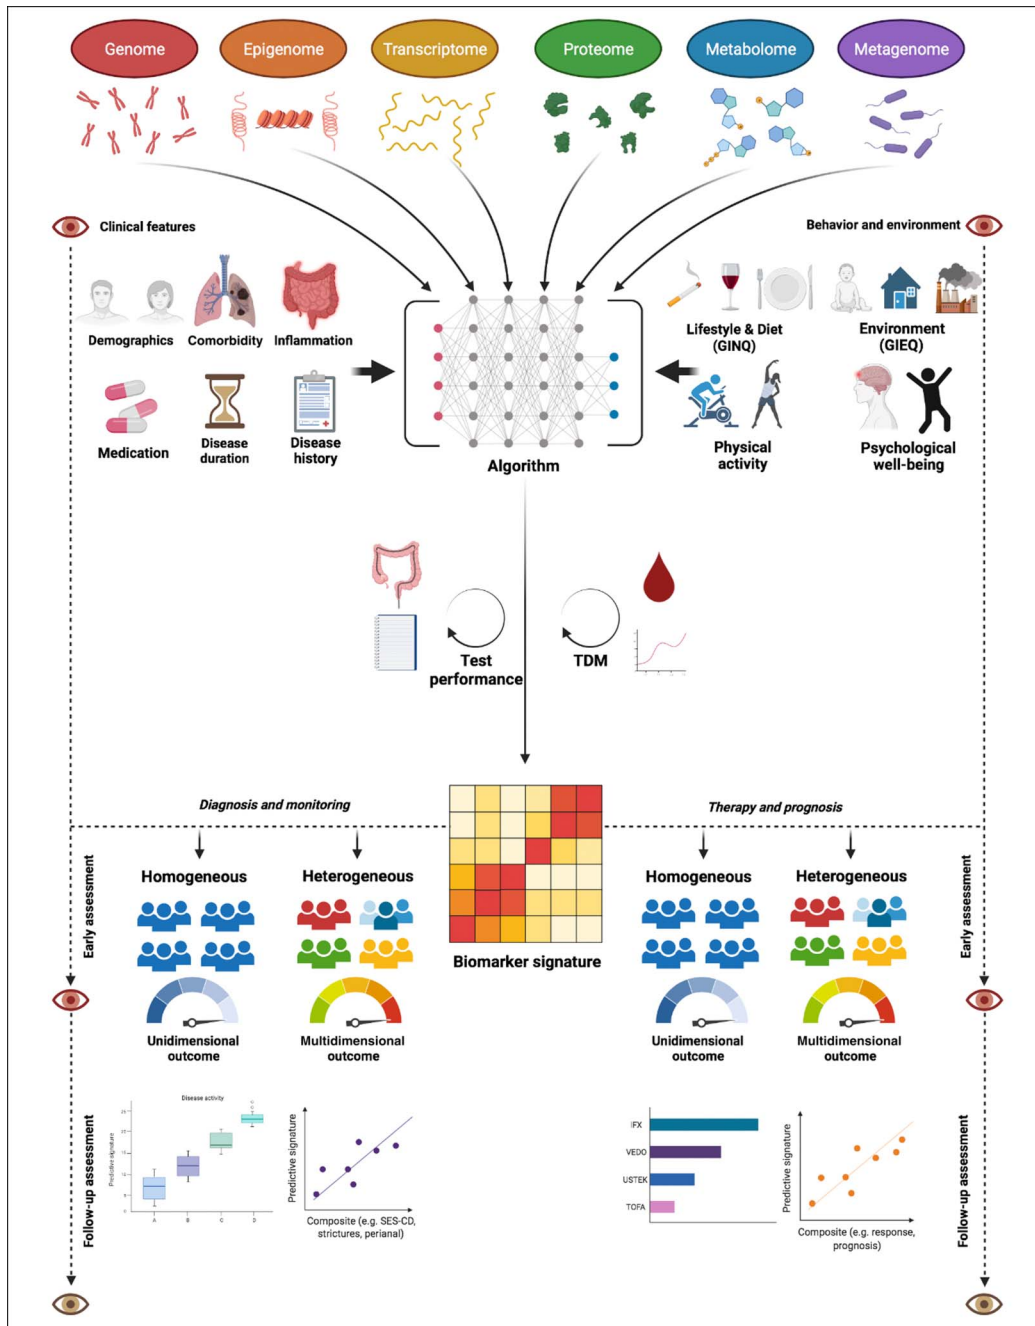 Genome
Epigenome
Transcriptome
Proteome
Metabolome
Metagenome
Clinical features
Behavior and environment
Demographics
Comorbidity
Inflammation
Medication
Disease
duration
Disease
history
Algorithm
Lifestyle & Diet
(GINQ)
Environment
(GIEQ)
Physical
activity
Psychological
well-being
Test
performance
TDM
Diagnosis and monitoring
Therapy and prognosis
Early assessment
Homogeneous
Heterogeneous
Unidimensional
outcome
Multidimensional
outcome
Biomarker signature
Homogeneous
Heterogeneous
Unidimensional
outcome
Multidimensional
outcome
Early assessment
Follow-up assessment
Disease activity
Predictive signature
A
B
C
D
Predictive signature
Composite (e.g. SES-CD,
strictures, perianal)
IFX
VEDO
USTEK
TOFA
Predictive signature
Composite (e.g. response,
prognosis)
Follow-up assessment